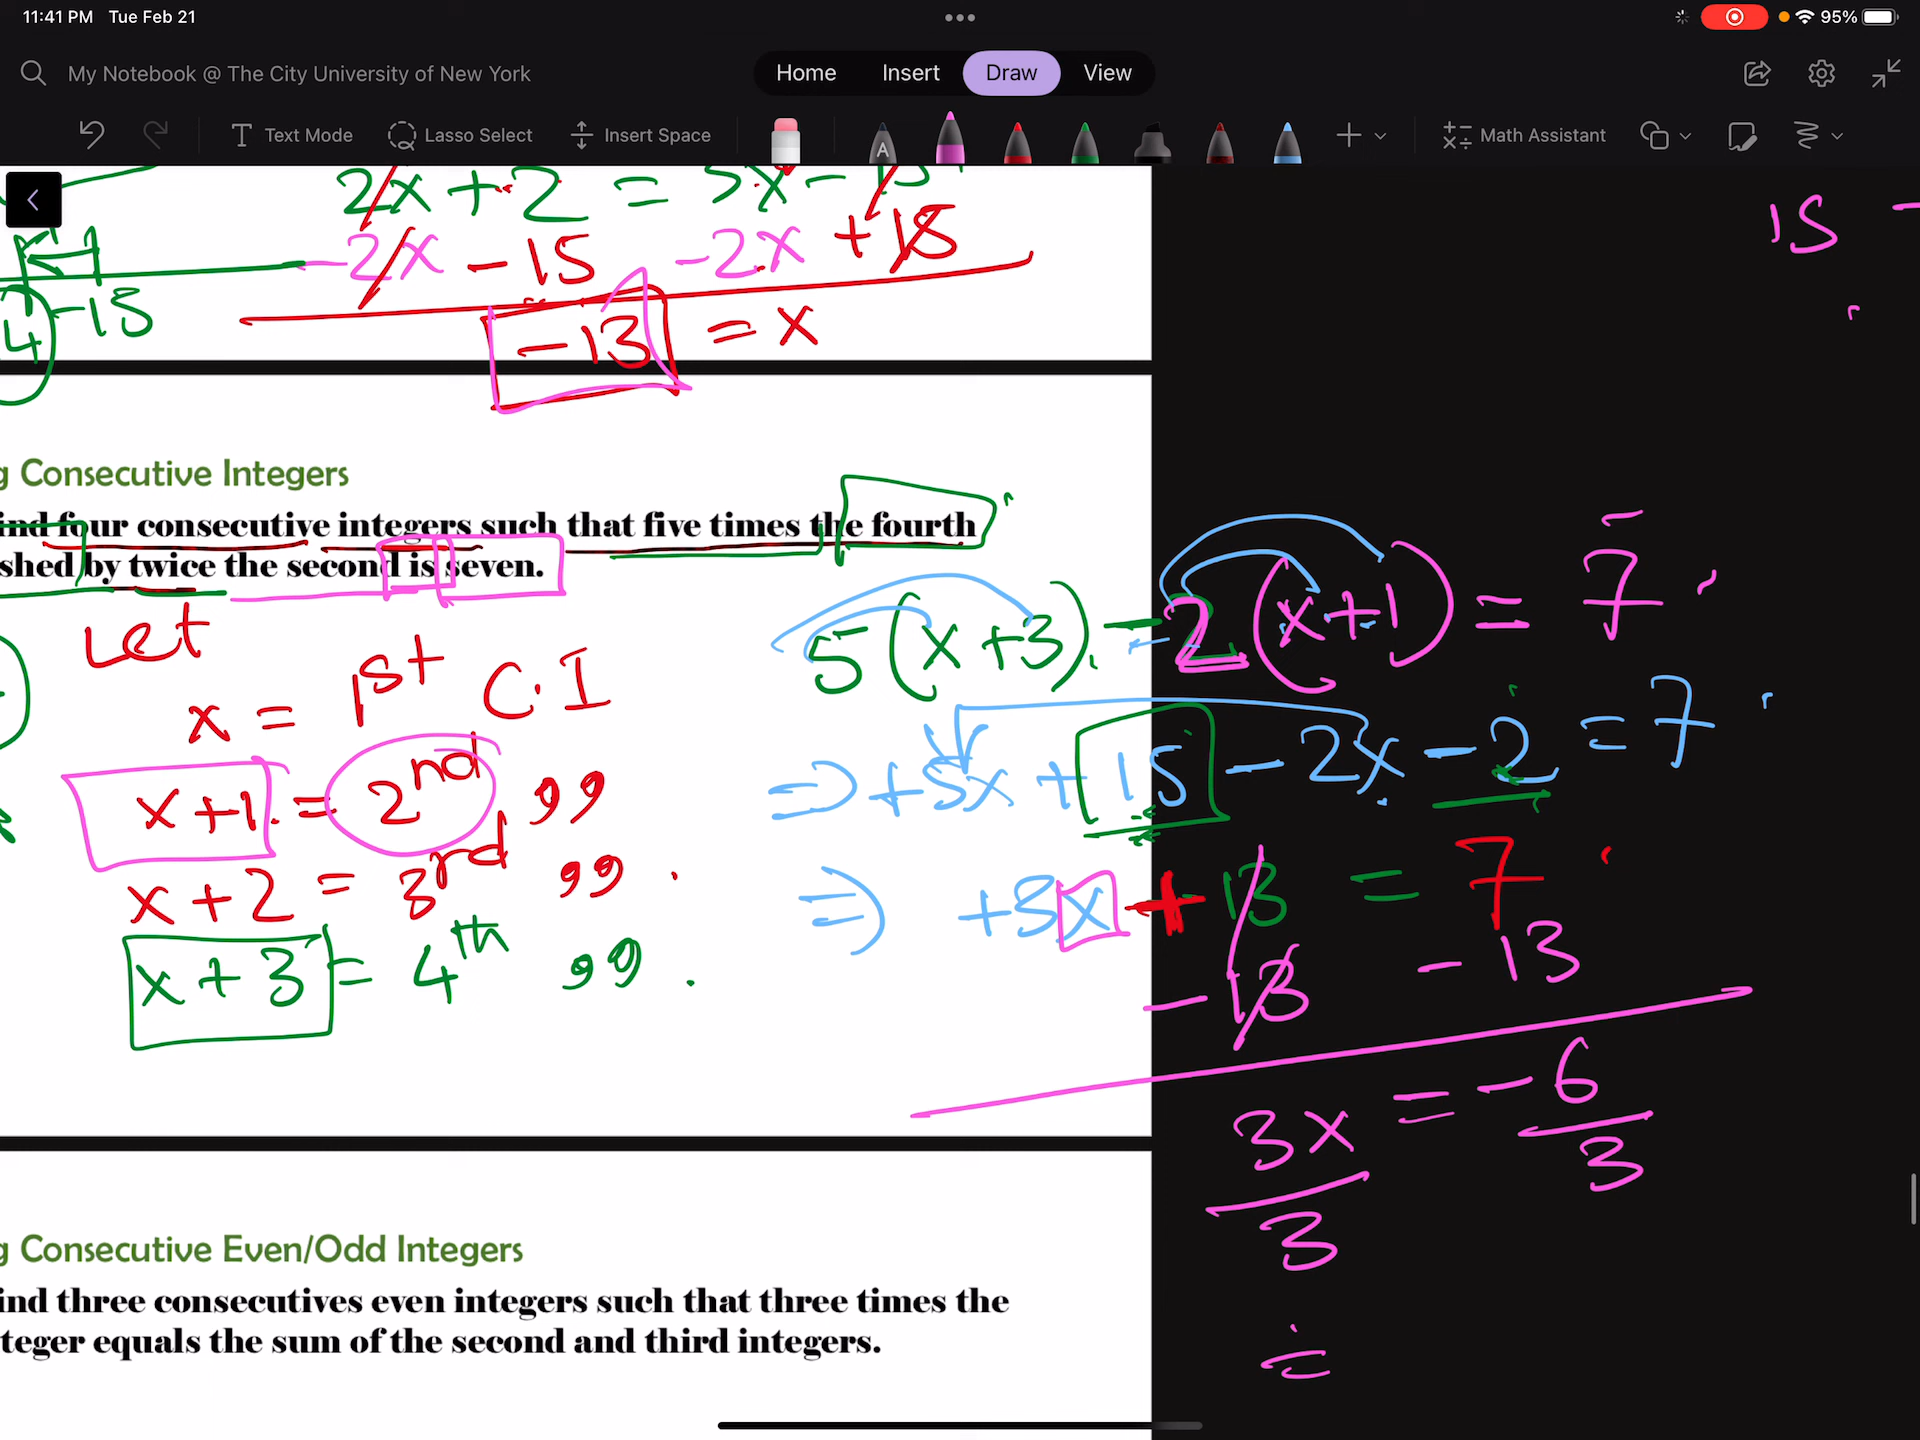 11:41 PM Tue Feb 21
95%
My Notebook @ The City University of New York
Home Insert Draw View
Text Mode Lasso Select Insert Space A Math Assistant
2x + 2 = 3x - 15
-2x - 15 -2x + 15
-13 = x
4 -15
15 -
g Consecutive Integers
ind four consecutive integers such that five times the fourth
shed by twice the second is seven.
Let
x = 1st C.I
x+1 = 2nd ,,
x+2 = 3rd ,,
x+3 = 4th ,,
5(x+3) - 2(x+1) = 7
=> +5x + 15 - 2x - 2 = 7
=> +3x + 13 = 7
- 13 - 13
3x = -6
3 3
=
g Consecutive Even/Odd Integers
ind three consecutives even integers such that three times the
teger equals the sum of the second and third integers.